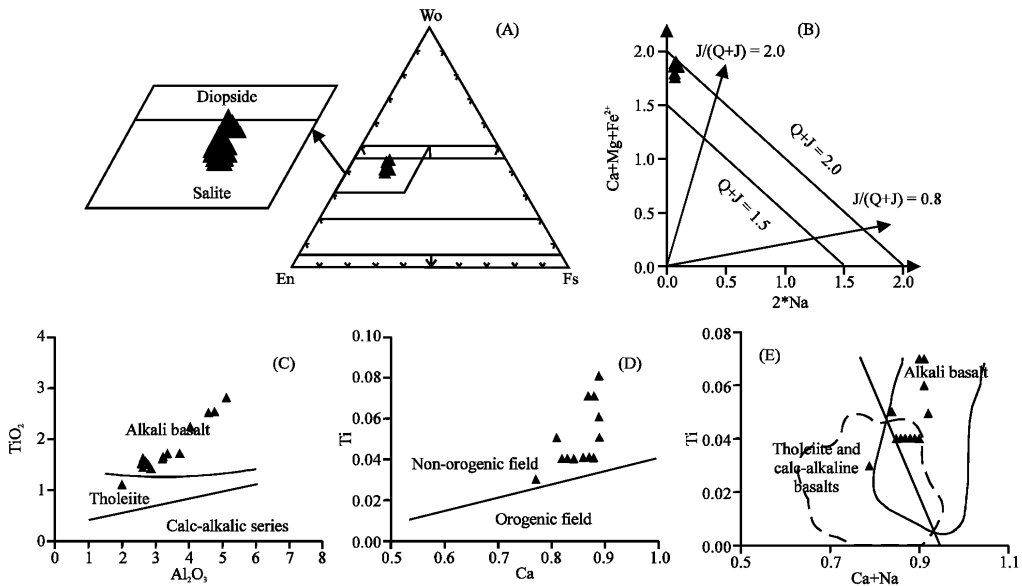 Wo
(A)
Diopside
Salite
En
Fs
(B)
Ca+Mg+Fe²⁺
2.0
1.5
1.0
0.5
0.0
J/(Q+J) = 2.0
Q+J = 2.0
Q+J = 1.5
J/(Q+J) = 0.8
0.0 0.5 1.0 1.5 2.0
2*Na
(C)
TiO₂
4
3
2
1
0
Alkali basalt
Tholeiite
Calc-alkalic series
0 1 2 3 4 5 6 7 8
Al₂O₃
(D)
Ti
0.10
0.08
0.06
0.04
0.02
0.00
Non-orogenic field
Orogenic field
0.5 0.6 0.7 0.8 0.9 1.0
Ca
(E)
Ti
0.08
0.06
0.04
0.02
0.00
Alkali basalt
Tholeiite and
calc-alkaline
basalts
0.5 0.7 0.9 1.1
Ca+Na